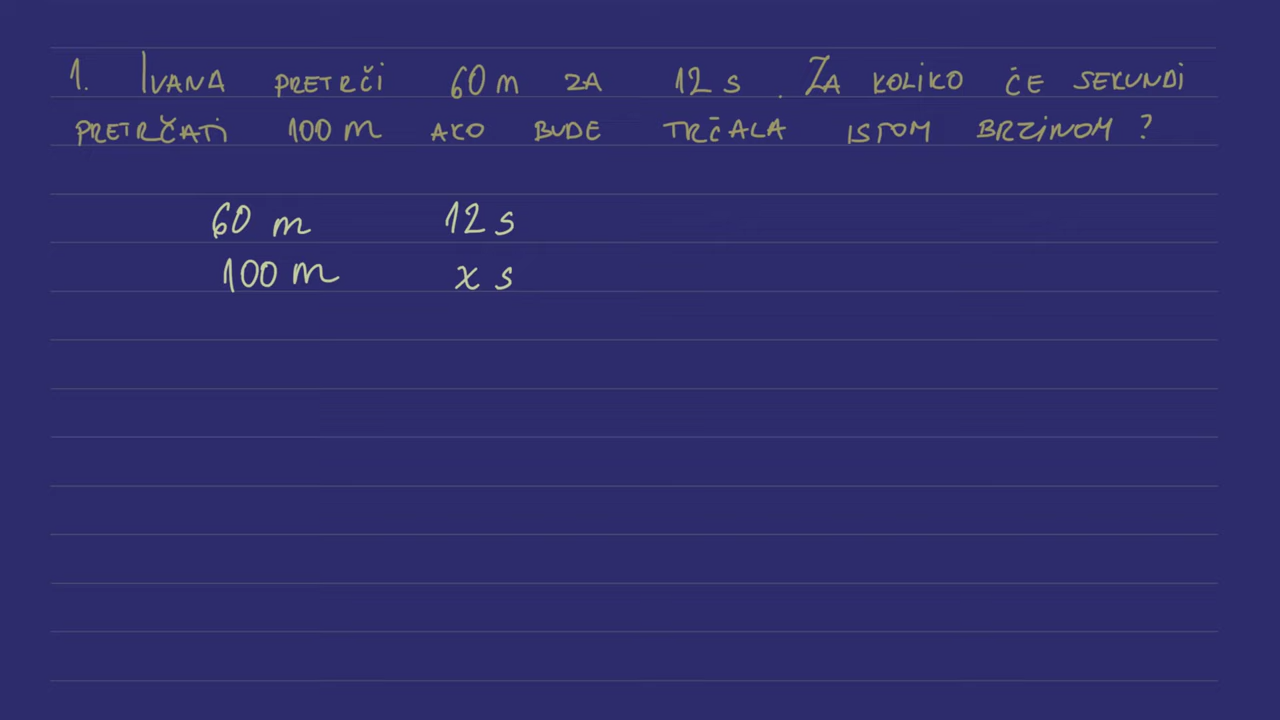 1. IVANA PRETRČI 60 m ZA 12 s. ZA KOLIKO ĆE SEKUNDI
PRETRČATI 100 m AKO BUDE TRČALA ISTOM BRZINOM?
60 m 12 s
100 m x s